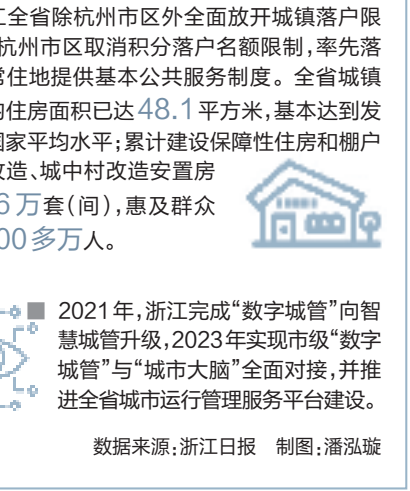 江全省除杭州市区外全面放开城镇落户限
杭州市区取消积分落户名额限制,率先落
常住地提供基本公共服务制度。全省城镇
的住房面积已达48.1平方米,基本达到发
国家平均水平;累计建设保障性住房和棚户
改造、城中村改造安置房
6万套(间),惠及群众
00多万人。
■ 2021年,浙江完成“数字城管”向智
慧城管升级,2023年实现市级“数字
城管”与“城市大脑”全面对接,并推
进全省城市运行管理服务平台建设。
数据来源:浙江日报 制图:潘泓璇